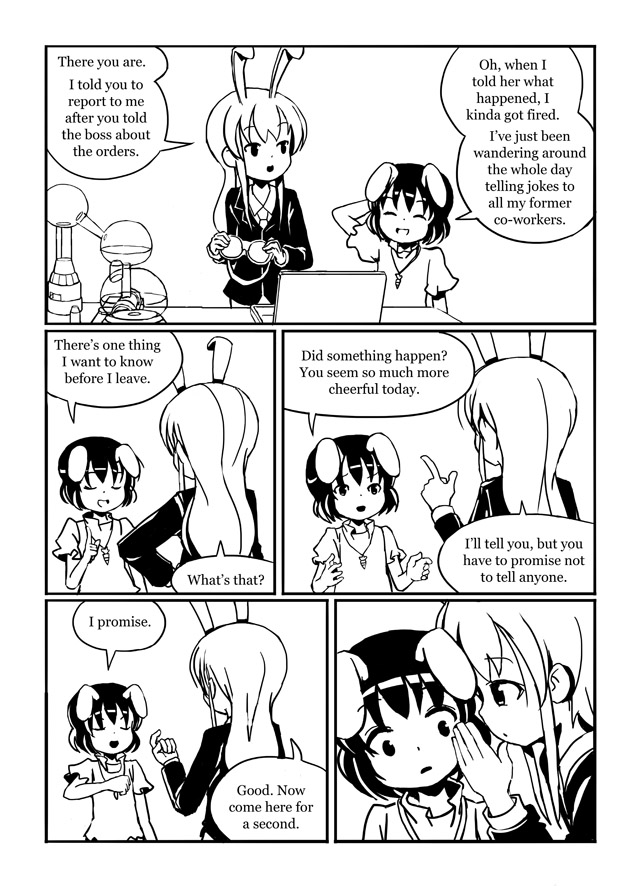 There you are.
I told you to
report to me
after you told
the boss about
the orders.
Oh, when I
told her what
happened, I
kinda got fired.
I've just been
wandering around
the whole day
telling jokes to
all my former
co-workers.
There's one thing
I want to know
before I leave.
What's that?
Did something happen?
You seem so much more
cheerful today.
I'll tell you, but you
have to promise not
to tell anyone.
I promise.
Good. Now
come here for
a second.